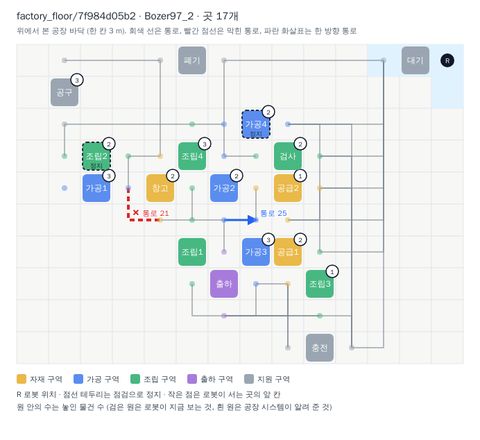 factory_floor/7f984d05b2 · Bozer97_2 · 곳 17개
위에서 본 공장 바닥 (한 칸 3 m). 회색 선은 통로, 빨간 점선은 막힌 통로, 파란 화살표는 한 방향 통로
폐기
대기
R
공구
3
가공4
2
정지
조립2
2
정지
조립4
3
검사
2
가공1
3
창고
2
가공2
2
공급2
1
✕ 통로 21
통로 25
조립1
가공3
3
공급1
2
출하
조립3
1
충전
자재 구역
가공 구역
조립 구역
출하 구역
지원 구역
R 로봇 위치 · 점선 테두리는 점검으로 정지 · 작은 점은 로봇이 서는 곳의 앞 칸
원 안의 수는 놓인 물건 수 (검은 원은 로봇이 지금 보는 것, 흰 원은 공장 시스템이 알려 준 것)